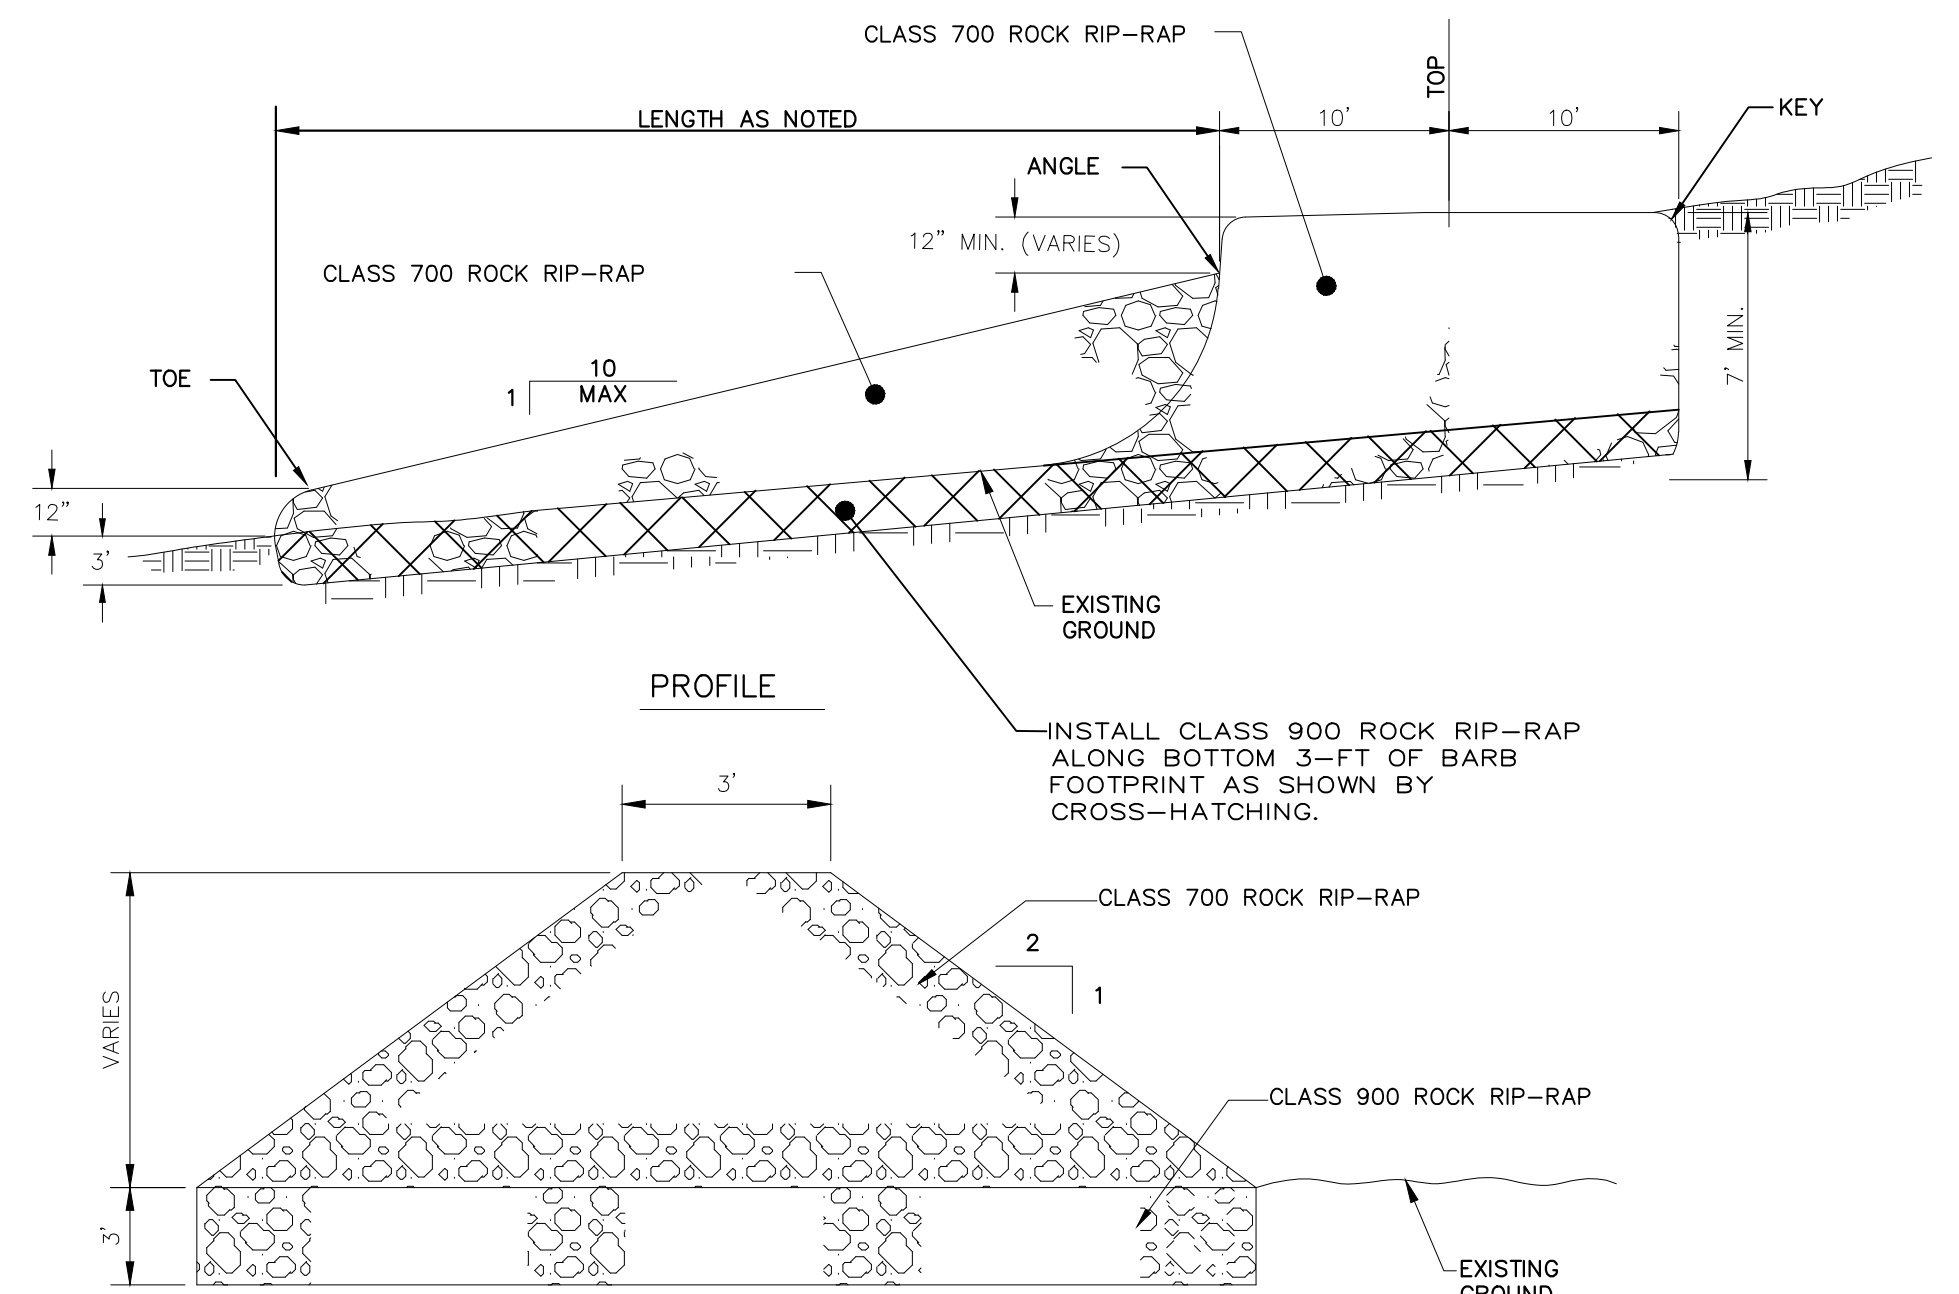 CLASS 700 ROCK RIP-RAP
TOP
KEY
LENGTH AS NOTED
10'
10'
ANGLE
12" MIN. (VARIES)
CLASS 700 ROCK RIP-RAP
7' MIN.
TOE
10
1
MAX
12"
3'
EXISTING
GROUND
PROFILE
INSTALL CLASS 900 ROCK RIP-RAP
ALONG BOTTOM 3-FT OF BARB
FOOTPRINT AS SHOWN BY
CROSS-HATCHING.
3'
CLASS 700 ROCK RIP-RAP
2
1
VARIES
CLASS 900 ROCK RIP-RAP
3'
EXISTING
GROUND